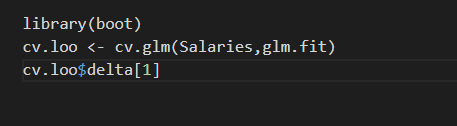 library(boot)
cv.loo <- cv.glm(Salaries,glm.fit)
cv.loo$delta[1]